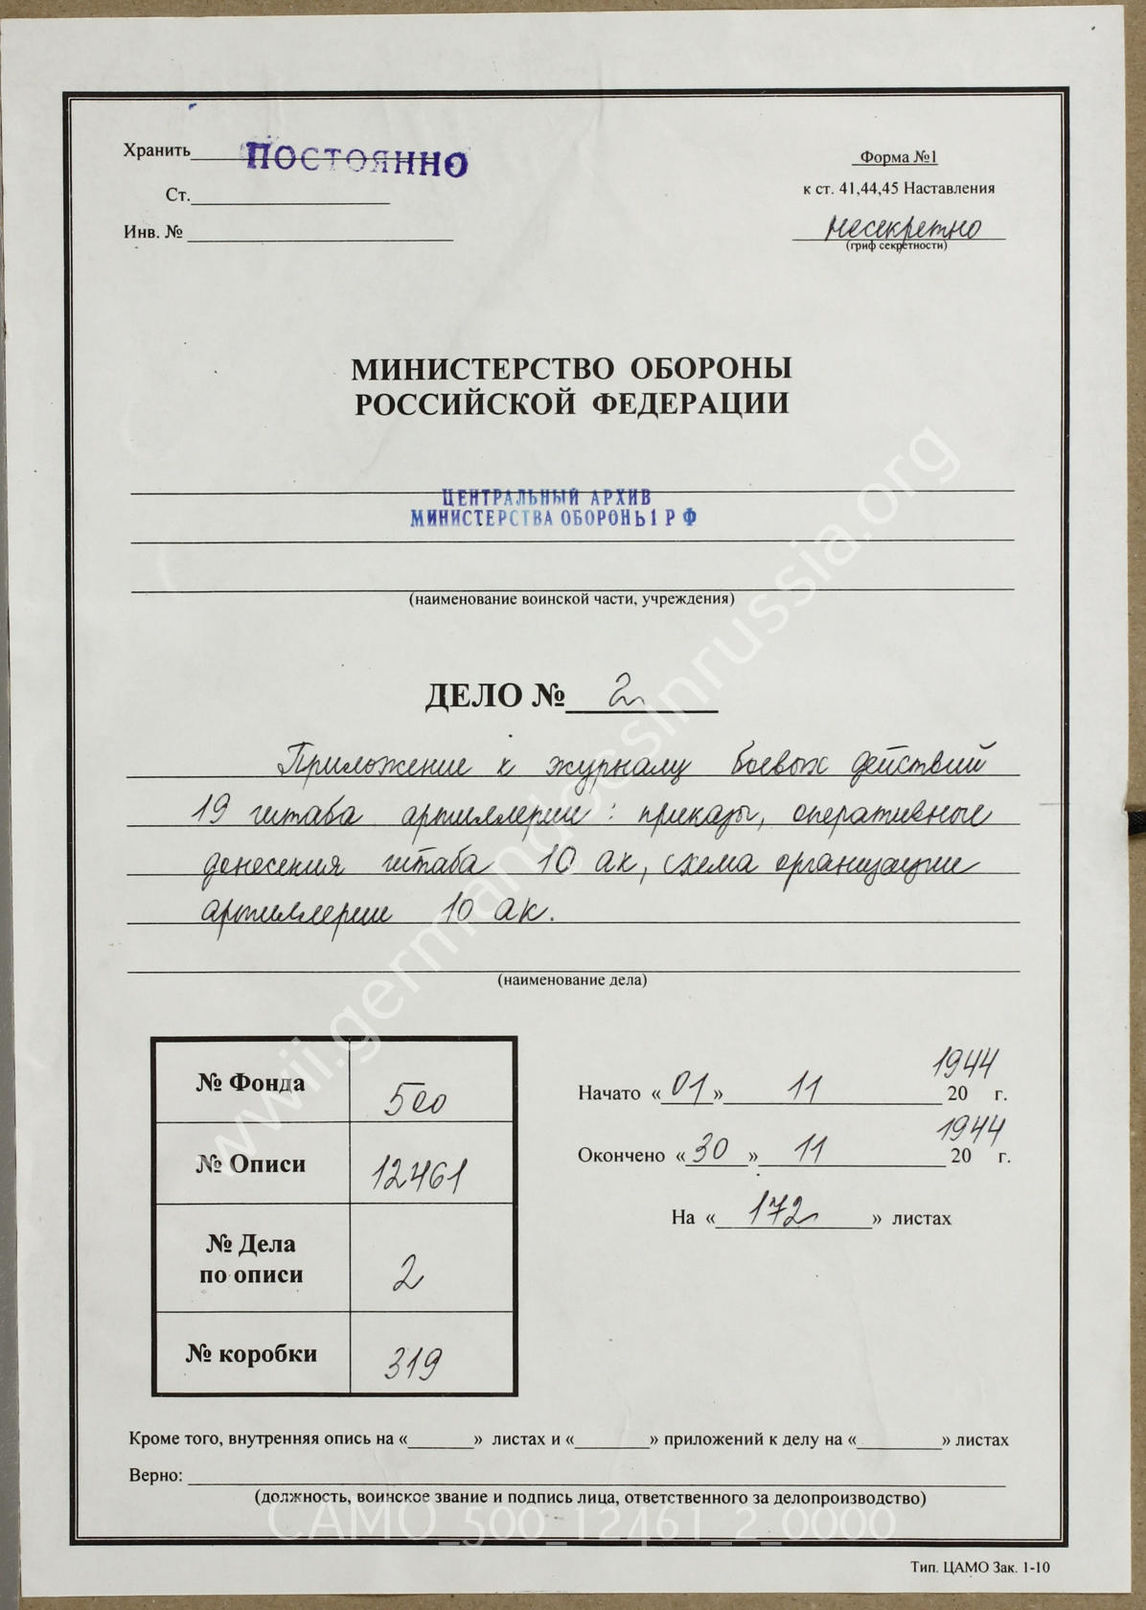 Хранить ПОСТОЯННО
Форма №1
Ст.
к ст. 41,44,45 Наставления
Инв. №
несекретно
(гриф секретности)
МИНИСТЕРСТВО ОБОРОНЫ
РОССИЙСКОЙ ФЕДЕРАЦИИ
ЦЕНТРАЛЬНЫЙ АРХИВ
МИНИСТЕРСТВА ОБОРОНЫ РФ
(наименование воинской части, учреждения)
ДЕЛО № 2
Приложение к журналу боевых действий
19 штаба артиллерии: приказы, оперативные
донесения штаба 10 ак, схема организации
артиллерии 10 ак.
(наименование дела)
№ Фонда 500
№ Описи 12461
№ Дела
по описи 2
№ коробки 319
1944
Начато «01» 11 20 г.
1944
Окончено «30» 11 20 г.
На «172» листах
Кроме того, внутренняя опись на «______» листах и «______» приложений к делу на «______» листах
Верно:
(должность, воинское звание и подпись лица, ответственного за делопроизводство)
CAMO_500_12461_2_0000
Тип. ЦАМО Зак. 1-10
www.wwii.germandocsinrussia.org